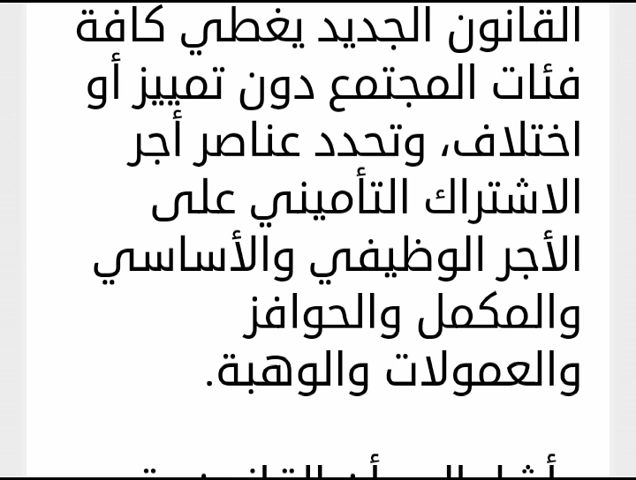 القانون الجديد يغطي كافة
فئات المجتمع دون تمييز أو
اختلاف، وتحدد عناصر أجر
الاشتراك التأميني على
الأجر الوظيفي والأساسي
والمكمل والحوافز
والعمولات والوهبة.